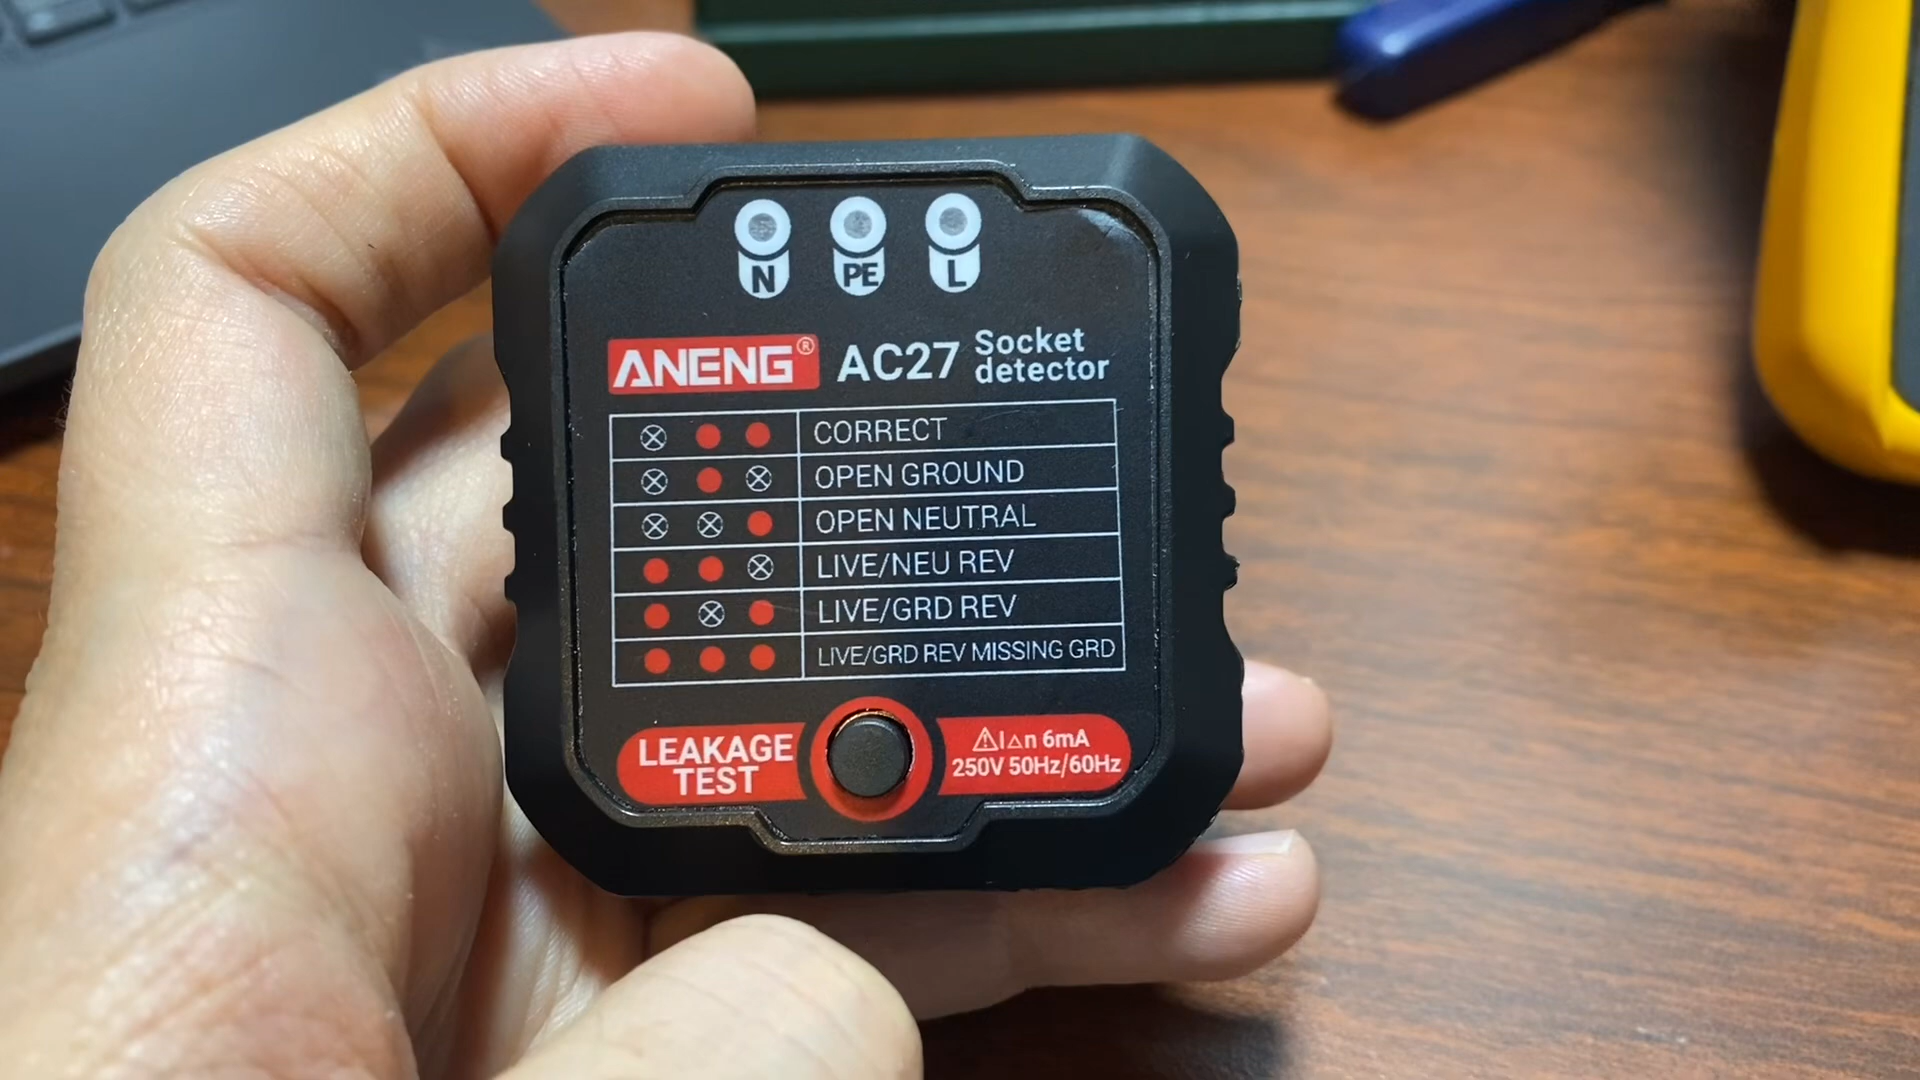 N PE L
ANENG® AC27 Socket detector
CORRECT
OPEN GROUND
OPEN NEUTRAL
LIVE/NEU REV
LIVE/GRD REV
LIVE/GRD REV MISSING GRD
LEAKAGE
TEST
⚠I△n 6mA
250V 50Hz/60Hz